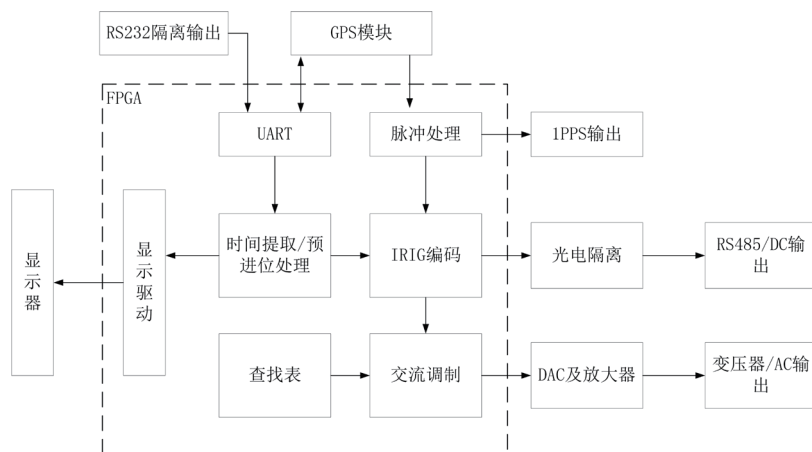 RS232隔离输出
GPS模块
FPGA
UART
脉冲处理
1PPS输出
显示器
显示驱动
时间提取/预
进位处理
IRIG编码
光电隔离
RS485/DC输
出
查找表
交流调制
DAC及放大器
变压器/AC输
出